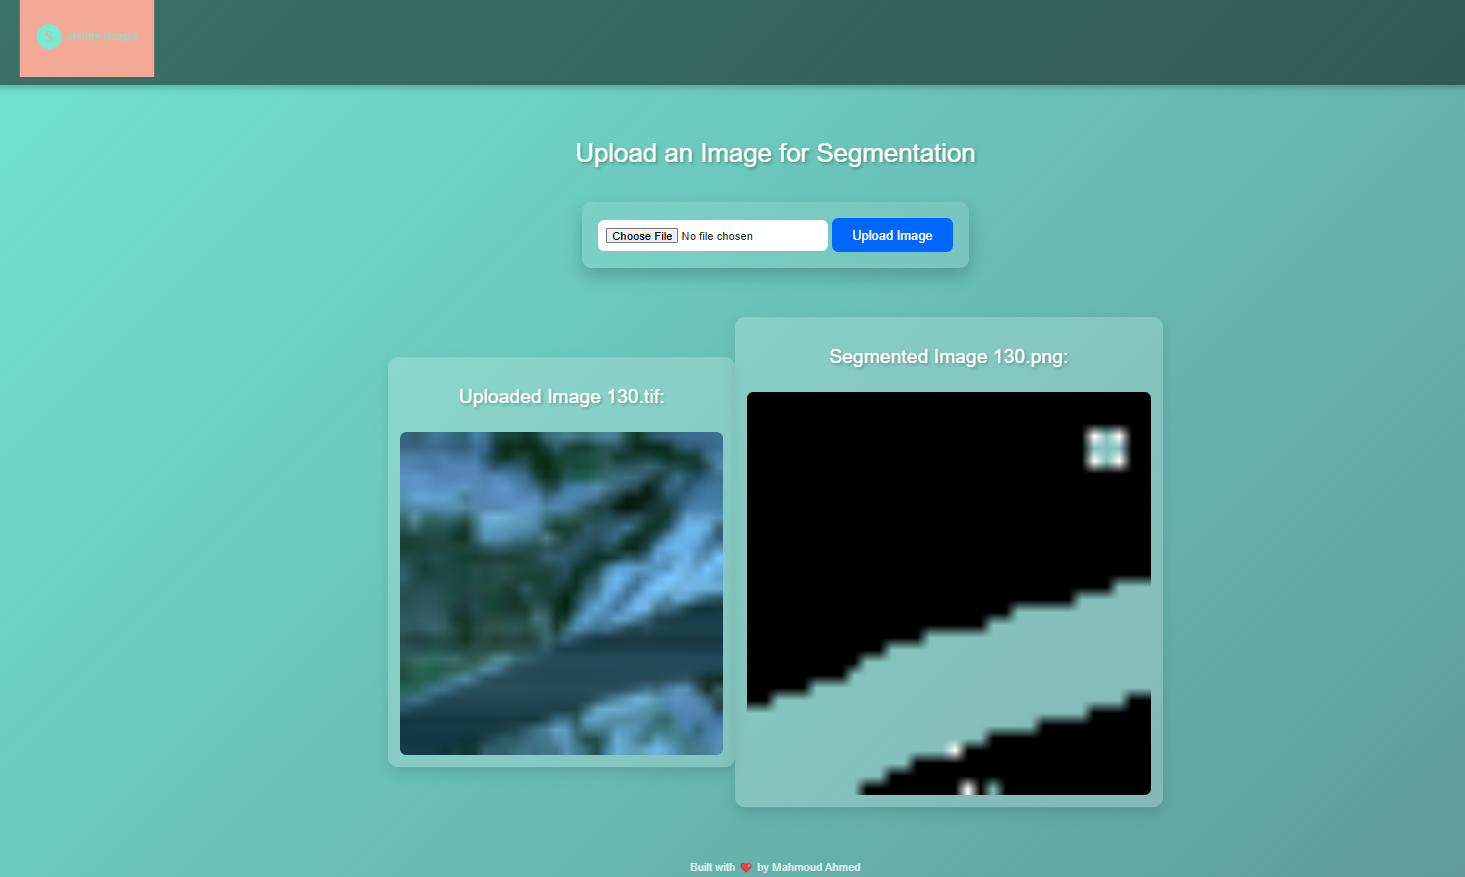 S
Upload an Image for Segmentation
Choose File No file chosen
Upload Image
Uploaded Image 130.tif:
Segmented Image 130.png:
Built with ❤️ by Mahmoud Ahmed